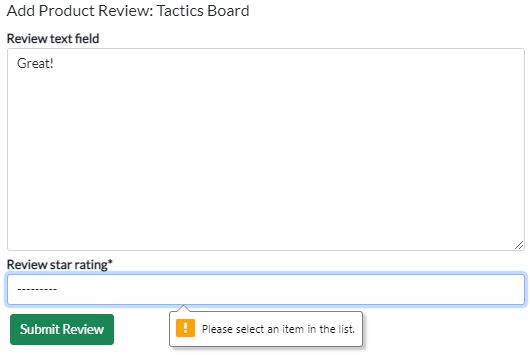 Add Product Review: Tactics Board
Review text field
Great!
Review star rating*
---------
Submit Review
Please select an item in the list.